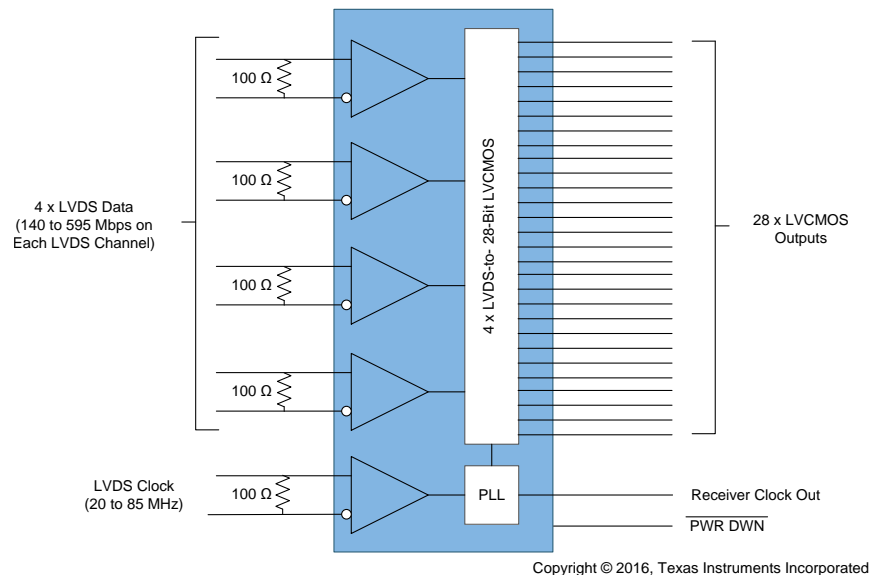 100 Ω
100 Ω
4 x LVDS Data
(140 to 595 Mbps on
Each LVDS Channel)
100 Ω
100 Ω
4 x LVDS-to- 28-Bit LVCMOS
28 x LVCMOS
Outputs
LVDS Clock
(20 to 85 MHz)
100 Ω
PLL
Receiver Clock Out
PWR DWN
Copyright © 2016, Texas Instruments Incorporated